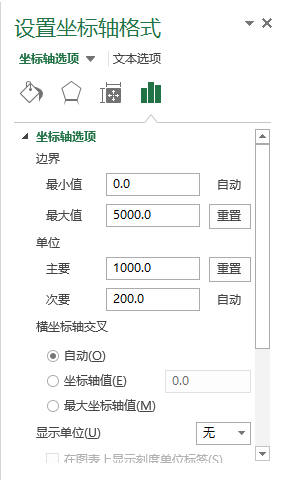 设置坐标轴格式
坐标轴选项 文本选项
坐标轴选项
边界
最小值 0.0 自动
最大值 5000.0 重置
单位
主要 1000.0 重置
次要 200.0 自动
横坐标轴交叉
自动(O)
坐标轴值(E) 0.0
最大坐标轴值(M)
显示单位(U) 无
在图表上显示刻度单位标签(S)